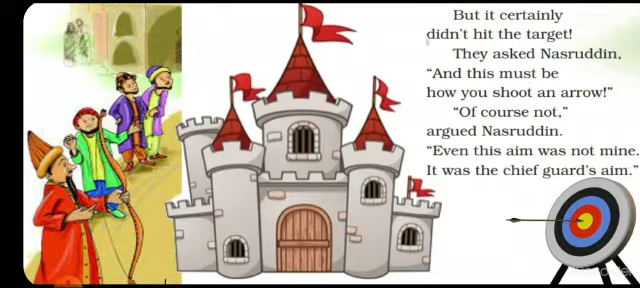 But it certainly
didn't hit the target!
They asked Nasruddin,
"And this must be
how you shoot an arrow!"
"Of course not,"
argued Nasruddin.
"Even this aim was not mine.
It was the chief guard's aim."